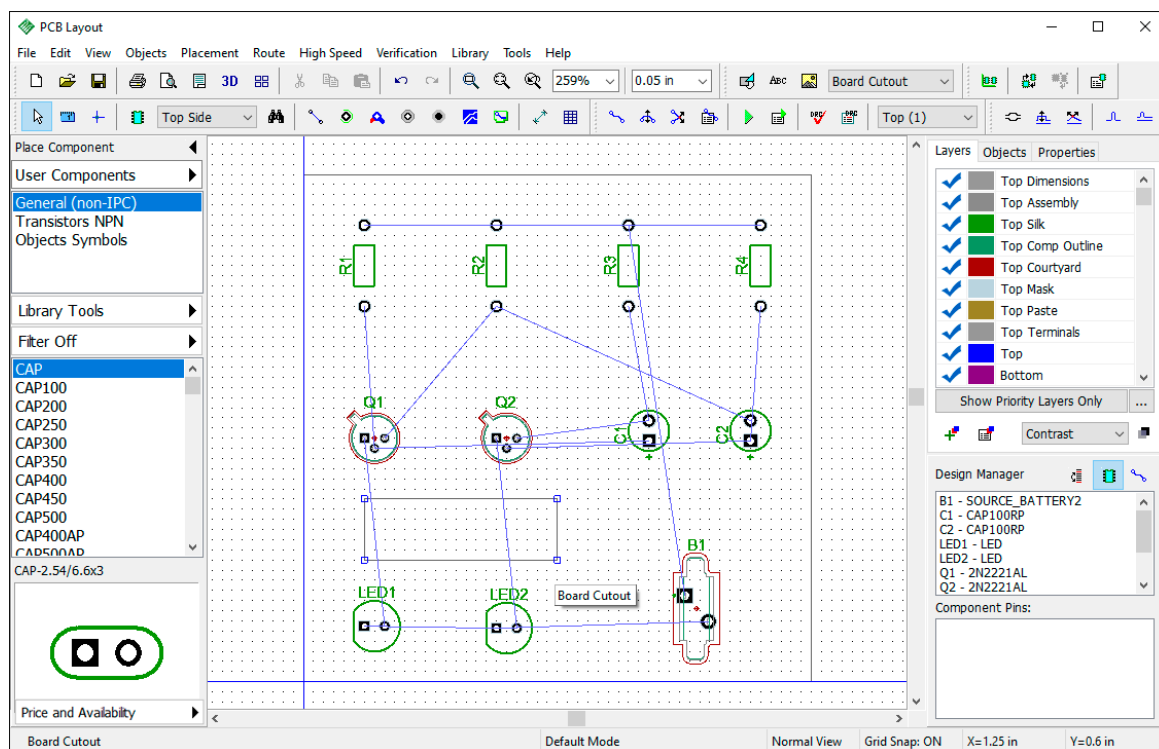 PCB Layout
File Edit View Objects Placement Route High Speed Verification Library Tools Help
3D 259% 0.05 in ABC Board Cutout
Top Side DRC DRC Top (1)
Place Component
User Components
General (non-IPC)
Transistors NPN
Objects Symbols
Library Tools
Filter Off
CAP
CAP100
CAP200
CAP250
CAP300
CAP350
CAP400
CAP450
CAP500
CAP400AP
CAP500AP
CAP-2.54/6.6x3
Price and Availability
R1 R2 R3 R4
Q1 Q2 C1 C2
+ +
B1
LED1 LED2 Board Cutout
Layers Objects Properties
Top Dimensions
Top Assembly
Top Silk
Top Comp Outline
Top Courtyard
Top Mask
Top Paste
Top Terminals
Top
Bottom
Show Priority Layers Only ...
Contrast
Design Manager
B1 - SOURCE_BATTERY2
C1 - CAP100RP
C2 - CAP100RP
LED1 - LED
LED2 - LED
Q1 - 2N2221AL
Q2 - 2N2221AL
Component Pins:
Board Cutout Default Mode Normal View Grid Snap: ON X=1.25 in Y=0.6 in